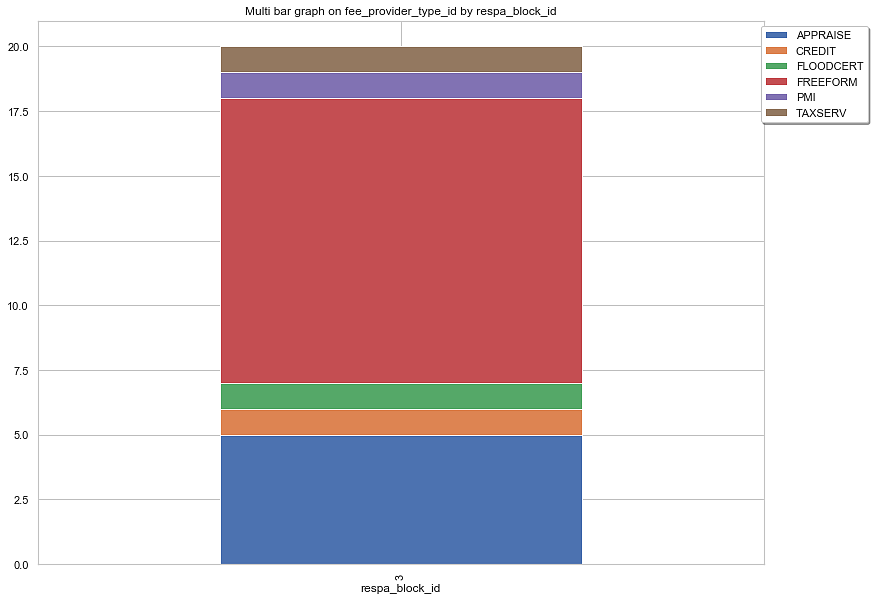 Multi bar graph on fee_provider_type_id by respa_block_id
APPRAISE
CREDIT
FLOODCERT
FREEFORM
PMI
TAXSERV
20.0
17.5
15.0
12.5
10.0
7.5
5.0
2.5
0.0
3
respa_block_id